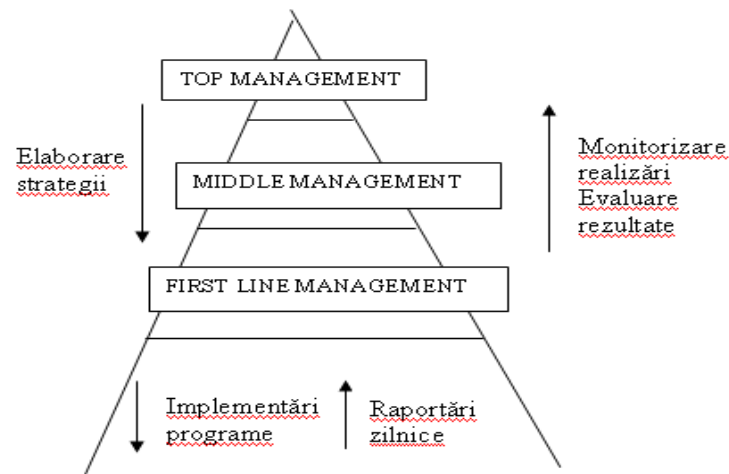 TOP MANAGEMENT
Elaborare
strategii
MIDDLE MANAGEMENT
Monitorizare
realizări
Evaluare
rezultate
FIRST LINE MANAGEMENT
Implementări
programe
Raportări
zilnice